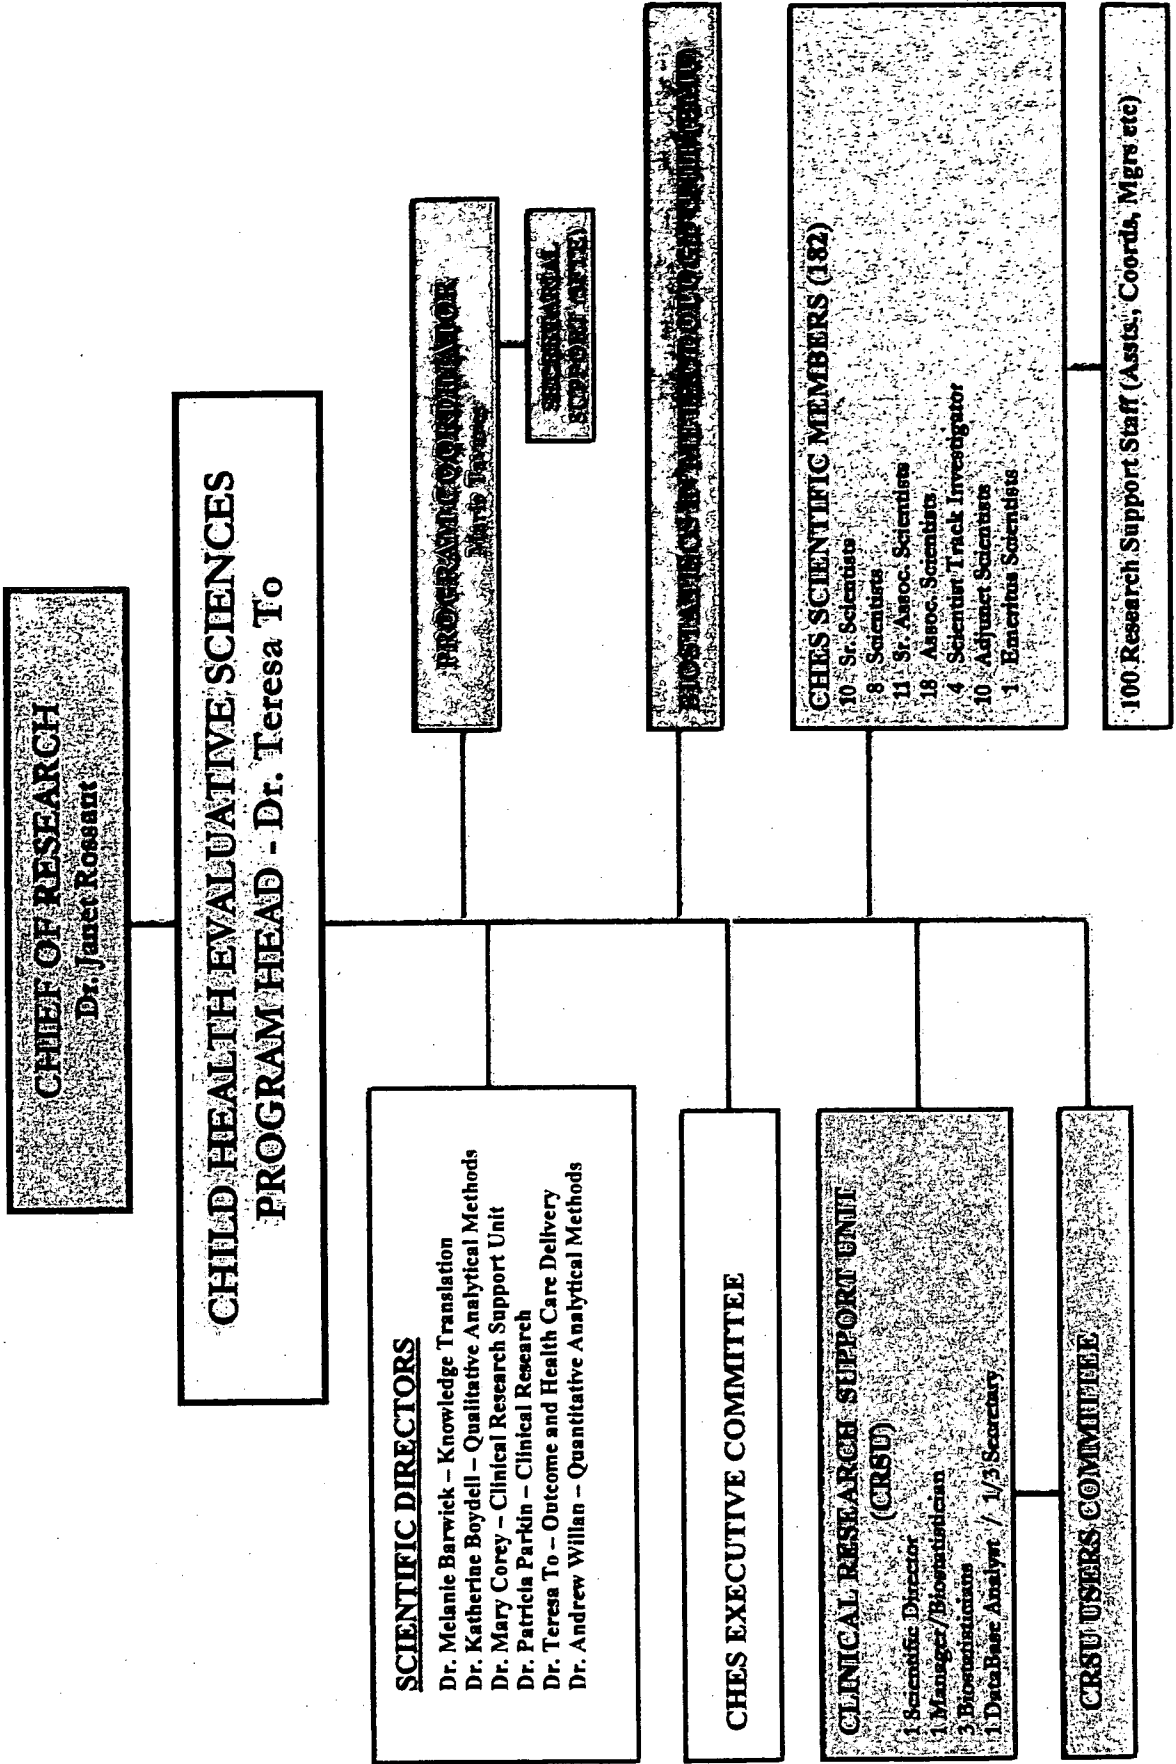 CHIEF OF RESEARCH
Dr. Janet Rossant
CHILD HEALTH EVALUATIVE SCIENCES
PROGRAM HEAD - Dr. Teresa To
SCIENTIFIC DIRECTORS
Dr. Melanie Barwick – Knowledge Translation
Dr. Katherine Boydell – Qualitative Analytical Methods
Dr. Mary Corey – Clinical Research Support Unit
Dr. Patricia Parkin – Clinical Research
Dr. Teresa To – Outcome and Health Care Delivery
Dr. Andrew Willan – Quantitative Analytical Methods
CHES EXECUTIVE COMMITTEE
CLINICAL RESEARCH SUPPORT UNIT
(CRSU)
1 Scientific Director
1 Manager/Biostatistician
3 Biostatisticians
1 DataBase Analyst / 1/3 Secretary
CRSU USERS COMMITTEE
PROGRAM COORDINATOR
SECRETARIAL
SUPPORT
CHES SCIENTIFIC MEMBERS (182)
10 Sr. Scientists
8 Scientists
11 Sr. Assoc. Scientists
18 Assoc. Scientists
4 Scientist Track Investigator
10 Adjunct Scientists
1 Emeritus Scientists
100 Research Support Staff (Assts., Coords, Mgrs etc)